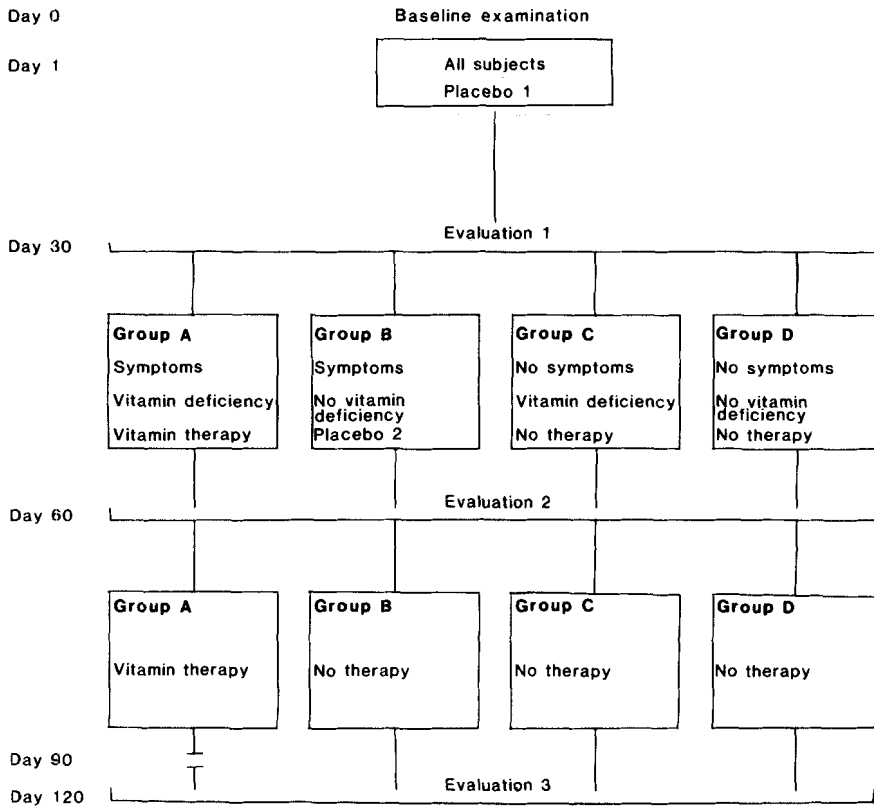 Day 0 Baseline examination
Day 1 All subjects
Placebo 1
Day 30 Evaluation 1
Group A
Symptoms
Vitamin deficiency
Vitamin therapy
Group B
Symptoms
No vitamin
deficiency
Placebo 2
Group C
No symptoms
Vitamin deficiency
No therapy
Group D
No symptoms
No vitamin
deficiency
No therapy
Day 60 Evaluation 2
Group A
Vitamin therapy
Group B
No therapy
Group C
No therapy
Group D
No therapy
Day 90
Day 120 Evaluation 3